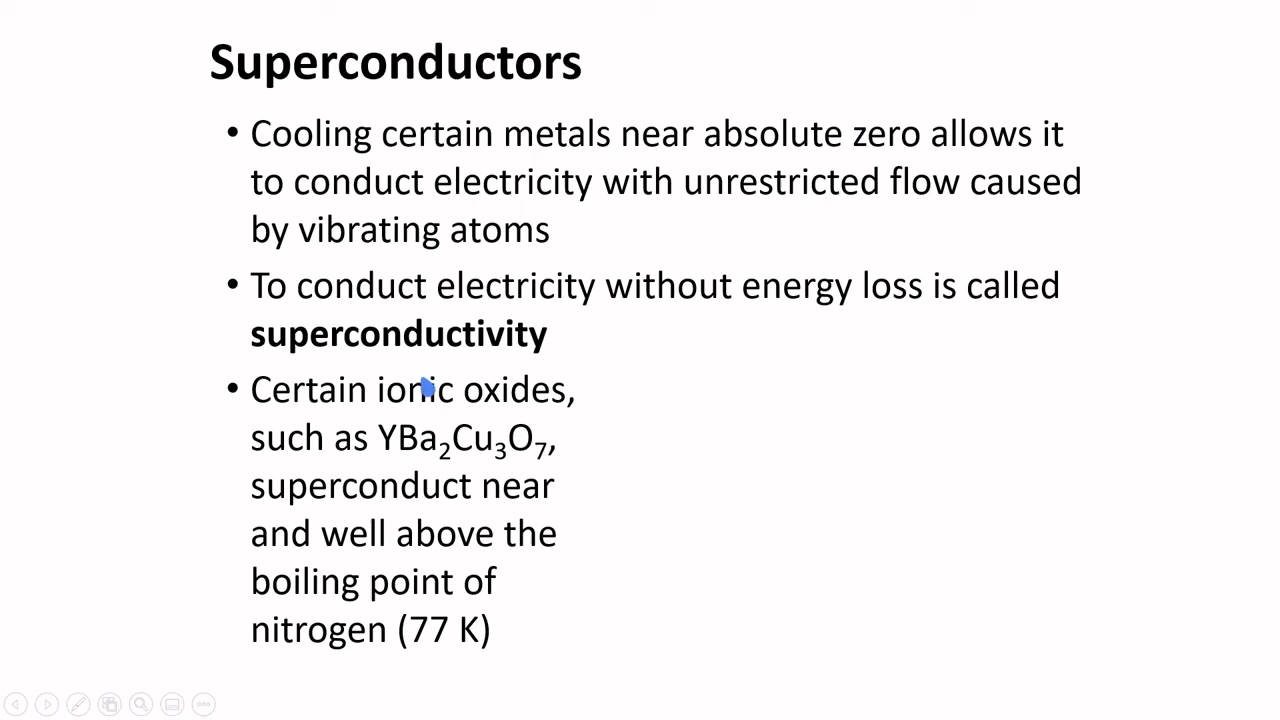 Superconductors
• Cooling certain metals near absolute zero allows it
to conduct electricity with unrestricted flow caused
by vibrating atoms
• To conduct electricity without energy loss is called
superconductivity
• Certain ionic oxides,
such as YBa₂Cu₃O₇,
superconduct near
and well above the
boiling point of
nitrogen (77 K)